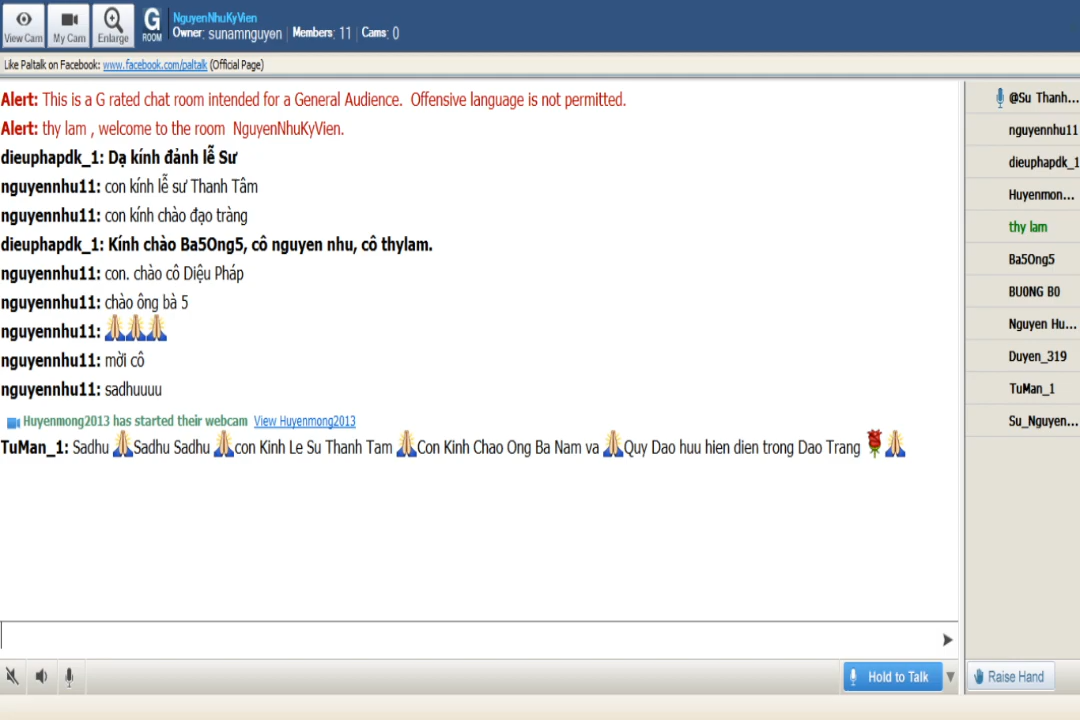 View Cam
My Cam
Enlarge
G
ROOM
NguyenNhuKyVien
Owner: sunamnguyen | Members: 11 | Cams: 0
Like Paltalk on Facebook: www.facebook.com/paltalk (Official Page)
Alert: This is a G rated chat room intended for a General Audience. Offensive language is not permitted.
Alert: thy lam , welcome to the room NguyenNhuKyVien.
dieuphapdk_1: Dạ kính đảnh lễ Sư
nguyennhu11: con kính lễ sư Thanh Tâm
nguyennhu11: con kính chào đạo tràng
dieuphapdk_1: Kính chào Ba5Ong5, cô nguyen nhu, cô thylam.
nguyennhu11: con. chào cô Diệu Pháp
nguyennhu11: chào ông bà 5
nguyennhu11: 🙏🙏🙏
nguyennhu11: mời cô
nguyennhu11: sadhuuuu
Huyenmong2013 has started their webcam View Huyenmong2013
TuMan_1: Sadhu 🙏Sadhu Sadhu 🙏con Kinh Le Su Thanh Tam 🙏Con Kinh Chao Ong Ba Nam va 🙏Quy Dao huu hien dien trong Dao Trang 🌹🙏
@Su Thanh...
nguyennhu11
dieuphapdk_1
Huyenmon...
thy lam
Ba5Ong5
BU0NG B0
Nguyen Hu...
Duyen_319
TuMan_1
Su_Nguyen...
Hold to Talk
Raise Hand